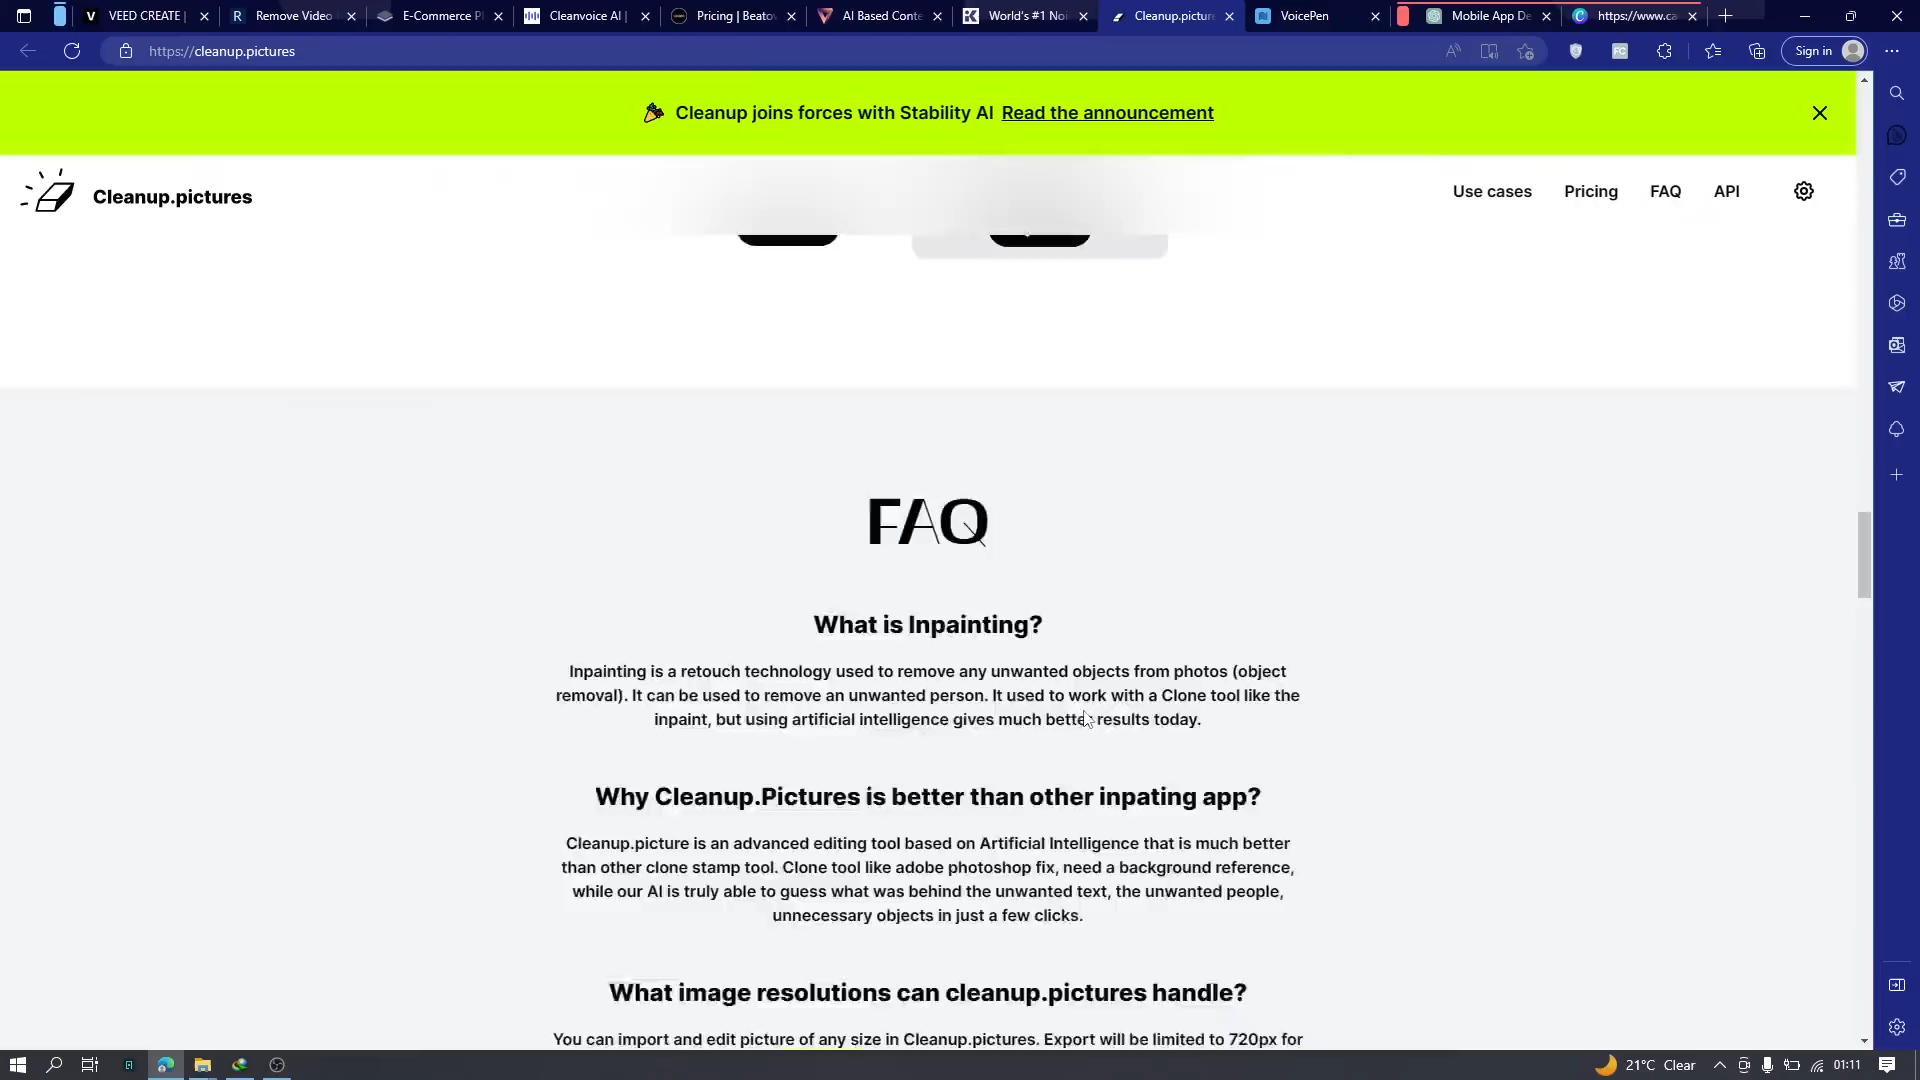 VEED CREATE |
Remove Video
E-Commerce P
Cleanvoice AI |
Pricing | Beato
AI Based Conte
World's #1 Noi
Cleanup.pictur
VoicePen
Mobile App De
https://www.ca
https://cleanup.pictures
Sign in
Cleanup joins forces with Stability AI Read the announcement
Cleanup.pictures
Use cases
Pricing
FAQ
API
FAQ
What is Inpainting?
Inpainting is a retouch technology used to remove any unwanted objects from photos (object
removal). It can be used to remove an unwanted person. It used to work with a Clone tool like the
inpaint, but using artificial intelligence gives much better results today.
Why Cleanup.Pictures is better than other inpating app?
Cleanup.picture is an advanced editing tool based on Artificial Intelligence that is much better
than other clone stamp tool. Clone tool like adobe photoshop fix, need a background reference,
while our AI is truly able to guess what was behind the unwanted text, the unwanted people,
unnecessary objects in just a few clicks.
What image resolutions can cleanup.pictures handle?
You can import and edit picture of any size in Cleanup.pictures. Export will be limited to 720px for
21°C Clear
01:11